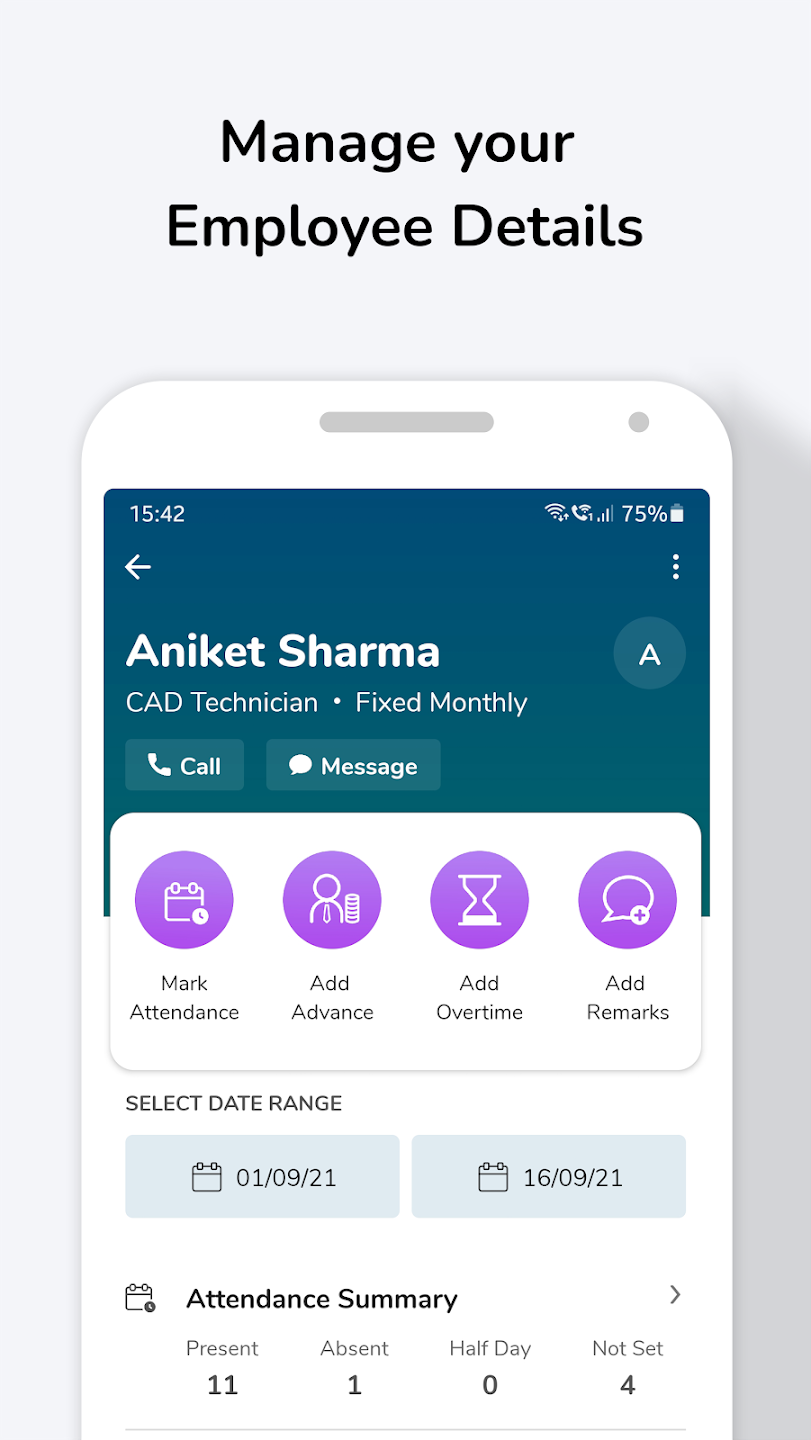 Manage your
Employee Details
15:42
75%
Aniket Sharma
A
CAD Technician • Fixed Monthly
Call
Message
Mark
Attendance
Add
Advance
Add
Overtime
Add
Remarks
SELECT DATE RANGE
01/09/21
16/09/21
Attendance Summary
Present Absent Half Day Not Set
11 1 0 4